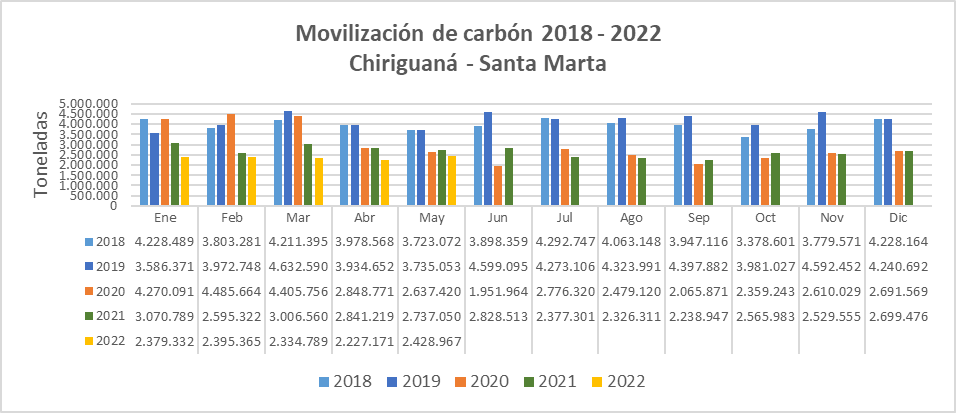 Movilización de carbón 2018 - 2022
Chiriguaná - Santa Marta
Toneladas
5.000.000
4.500.000
4.000.000
3.500.000
3.000.000
2.500.000
2.000.000
1.500.000
1.000.000
500.000
0
Ene Feb Mar Abr May Jun Jul Ago Sep Oct Nov Dic
2018 4.228.489 3.803.281 4.211.395 3.978.568 3.723.072 3.898.359 4.292.747 4.063.148 3.947.116 3.378.601 3.779.571 4.228.164
2019 3.586.371 3.972.748 4.632.590 3.934.652 3.735.053 4.599.095 4.273.106 4.323.991 4.397.882 3.981.027 4.592.452 4.240.692
2020 4.270.091 4.485.664 4.405.756 2.848.771 2.637.420 1.951.964 2.776.320 2.479.120 2.065.871 2.359.243 2.610.029 2.691.569
2021 3.070.789 2.595.322 3.006.560 2.841.219 2.737.050 2.828.513 2.377.301 2.326.311 2.238.947 2.565.983 2.529.555 2.699.476
2022 2.379.332 2.395.365 2.334.789 2.227.171 2.428.967
2018 2019 2020 2021 2022